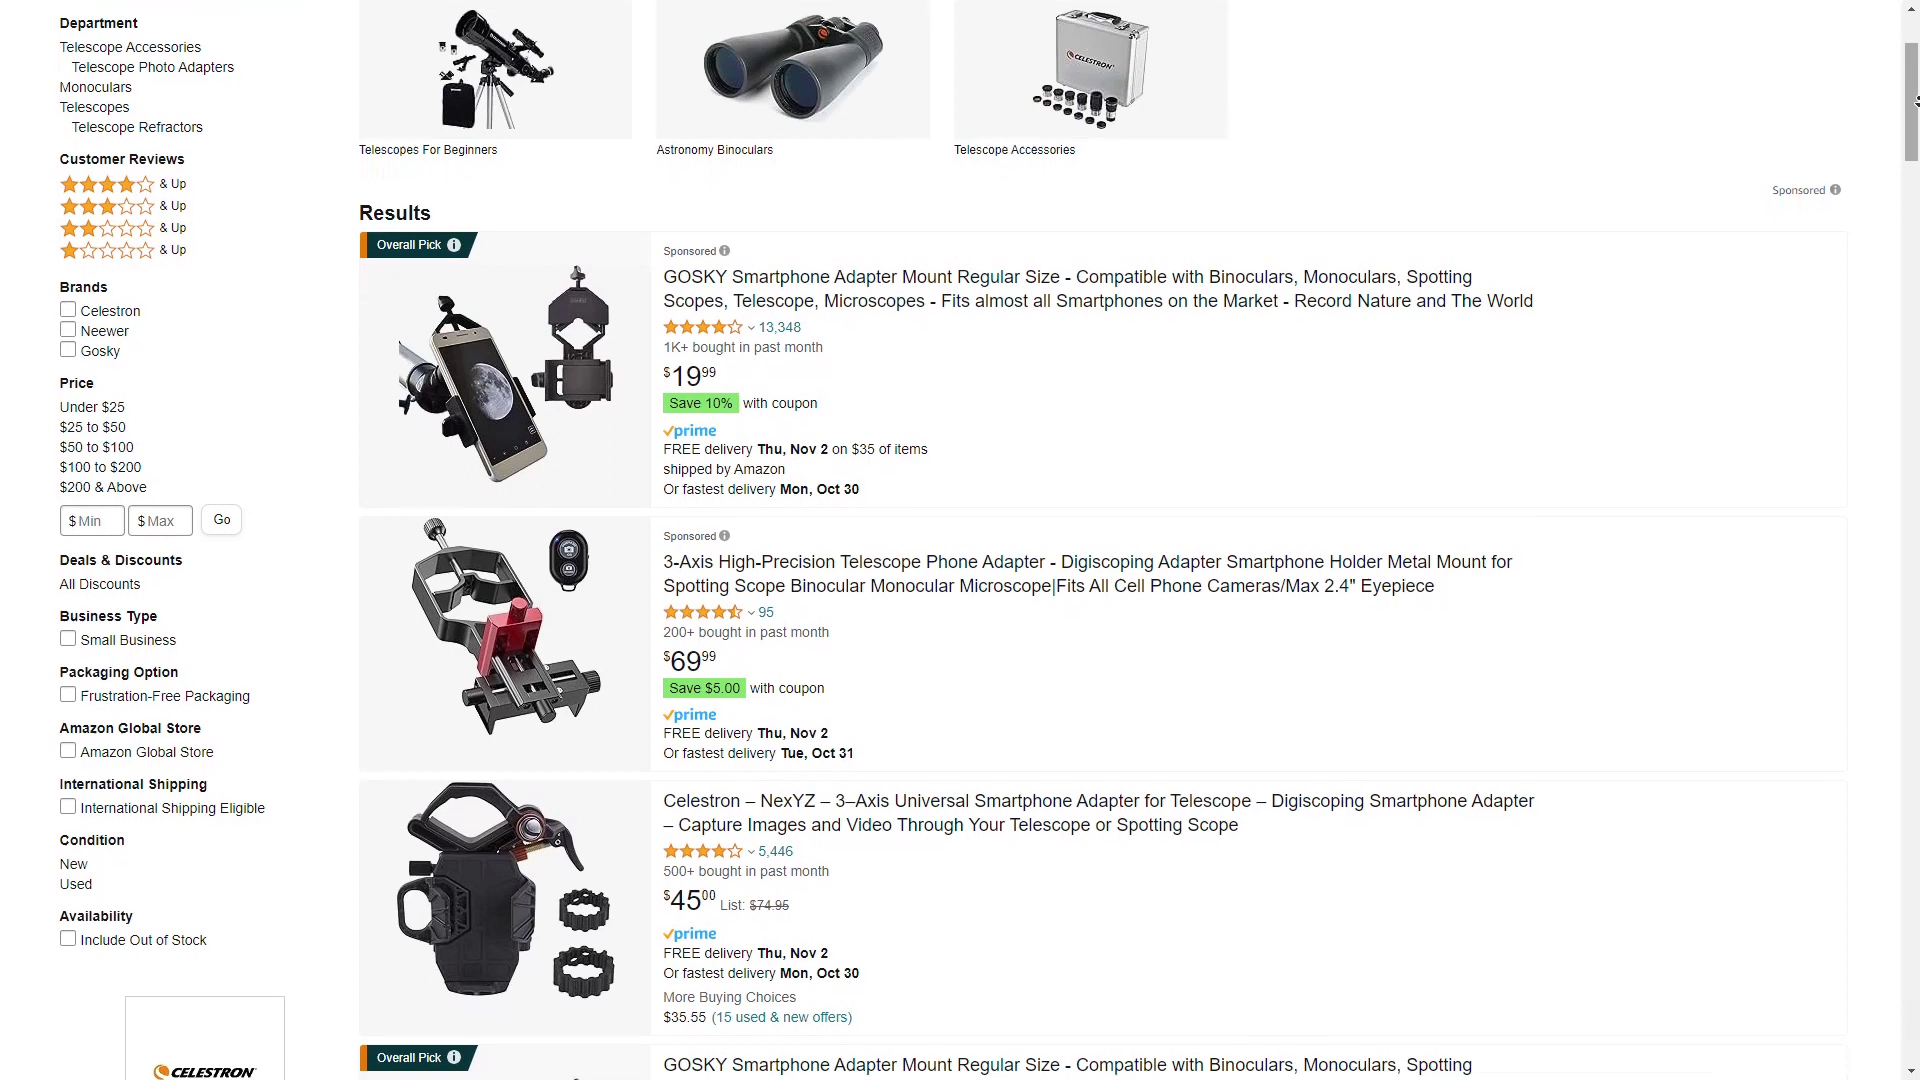 Department
Telescope Accessories
Telescope Photo Adapters
Monoculars
Telescopes
Telescope Refractors
Customer Reviews
& Up
& Up
& Up
& Up
Brands
Celestron
Neewer
Gosky
Price
Under $25
$25 to $50
$50 to $100
$100 to $200
$200 & Above
$ Min $ Max Go
Deals & Discounts
All Discounts
Business Type
Small Business
Packaging Option
Frustration-Free Packaging
Amazon Global Store
Amazon Global Store
International Shipping
International Shipping Eligible
Condition
New
Used
Availability
Include Out of Stock
CELESTRON
CELESTRON
Telescopes For Beginners
Astronomy Binoculars
Telescope Accessories
Sponsored
Results
Overall Pick
Sponsored
GOSKY Smartphone Adapter Mount Regular Size - Compatible with Binoculars, Monoculars, Spotting
Scopes, Telescope, Microscopes - Fits almost all Smartphones on the Market - Record Nature and The World
13,348
1K+ bought in past month
$1999
Save 10% with coupon
prime
FREE delivery Thu, Nov 2 on $35 of items
shipped by Amazon
Or fastest delivery Mon, Oct 30
Sponsored
3-Axis High-Precision Telescope Phone Adapter - Digiscoping Adapter Smartphone Holder Metal Mount for
Spotting Scope Binocular Monocular Microscope|Fits All Cell Phone Cameras/Max 2.4" Eyepiece
95
200+ bought in past month
$6999
Save $5.00 with coupon
prime
FREE delivery Thu, Nov 2
Or fastest delivery Tue, Oct 31
Celestron – NexYZ – 3–Axis Universal Smartphone Adapter for Telescope – Digiscoping Smartphone Adapter
– Capture Images and Video Through Your Telescope or Spotting Scope
5,446
500+ bought in past month
$4500 List: $74.95
prime
FREE delivery Thu, Nov 2
Or fastest delivery Mon, Oct 30
More Buying Choices
$35.55 (15 used & new offers)
Overall Pick
GOSKY Smartphone Adapter Mount Regular Size - Compatible with Binoculars, Monoculars, Spotting